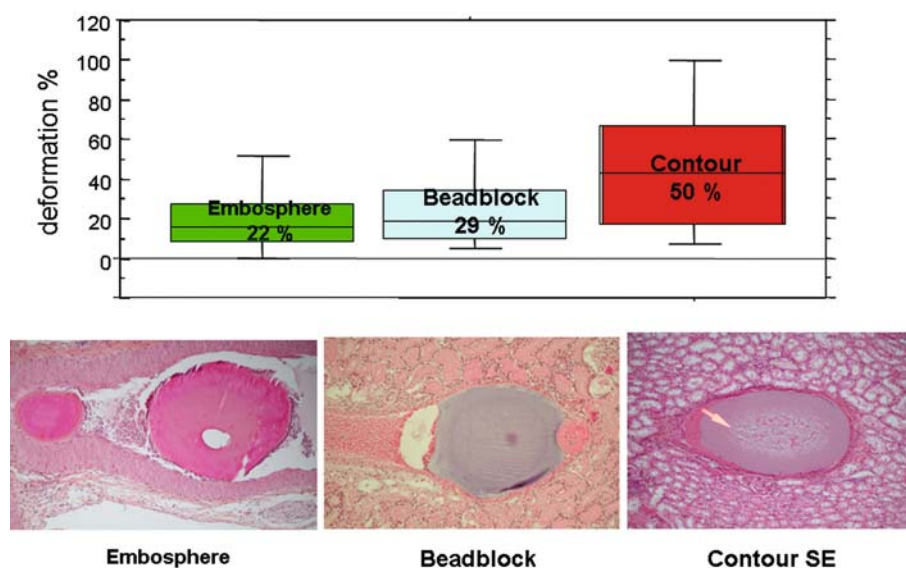 120
100
80
60
40
20
0
deformation %
Embosphere
22 %
Beadblock
29 %
Contour
50 %
Embosphere
Beadblock
Contour SE